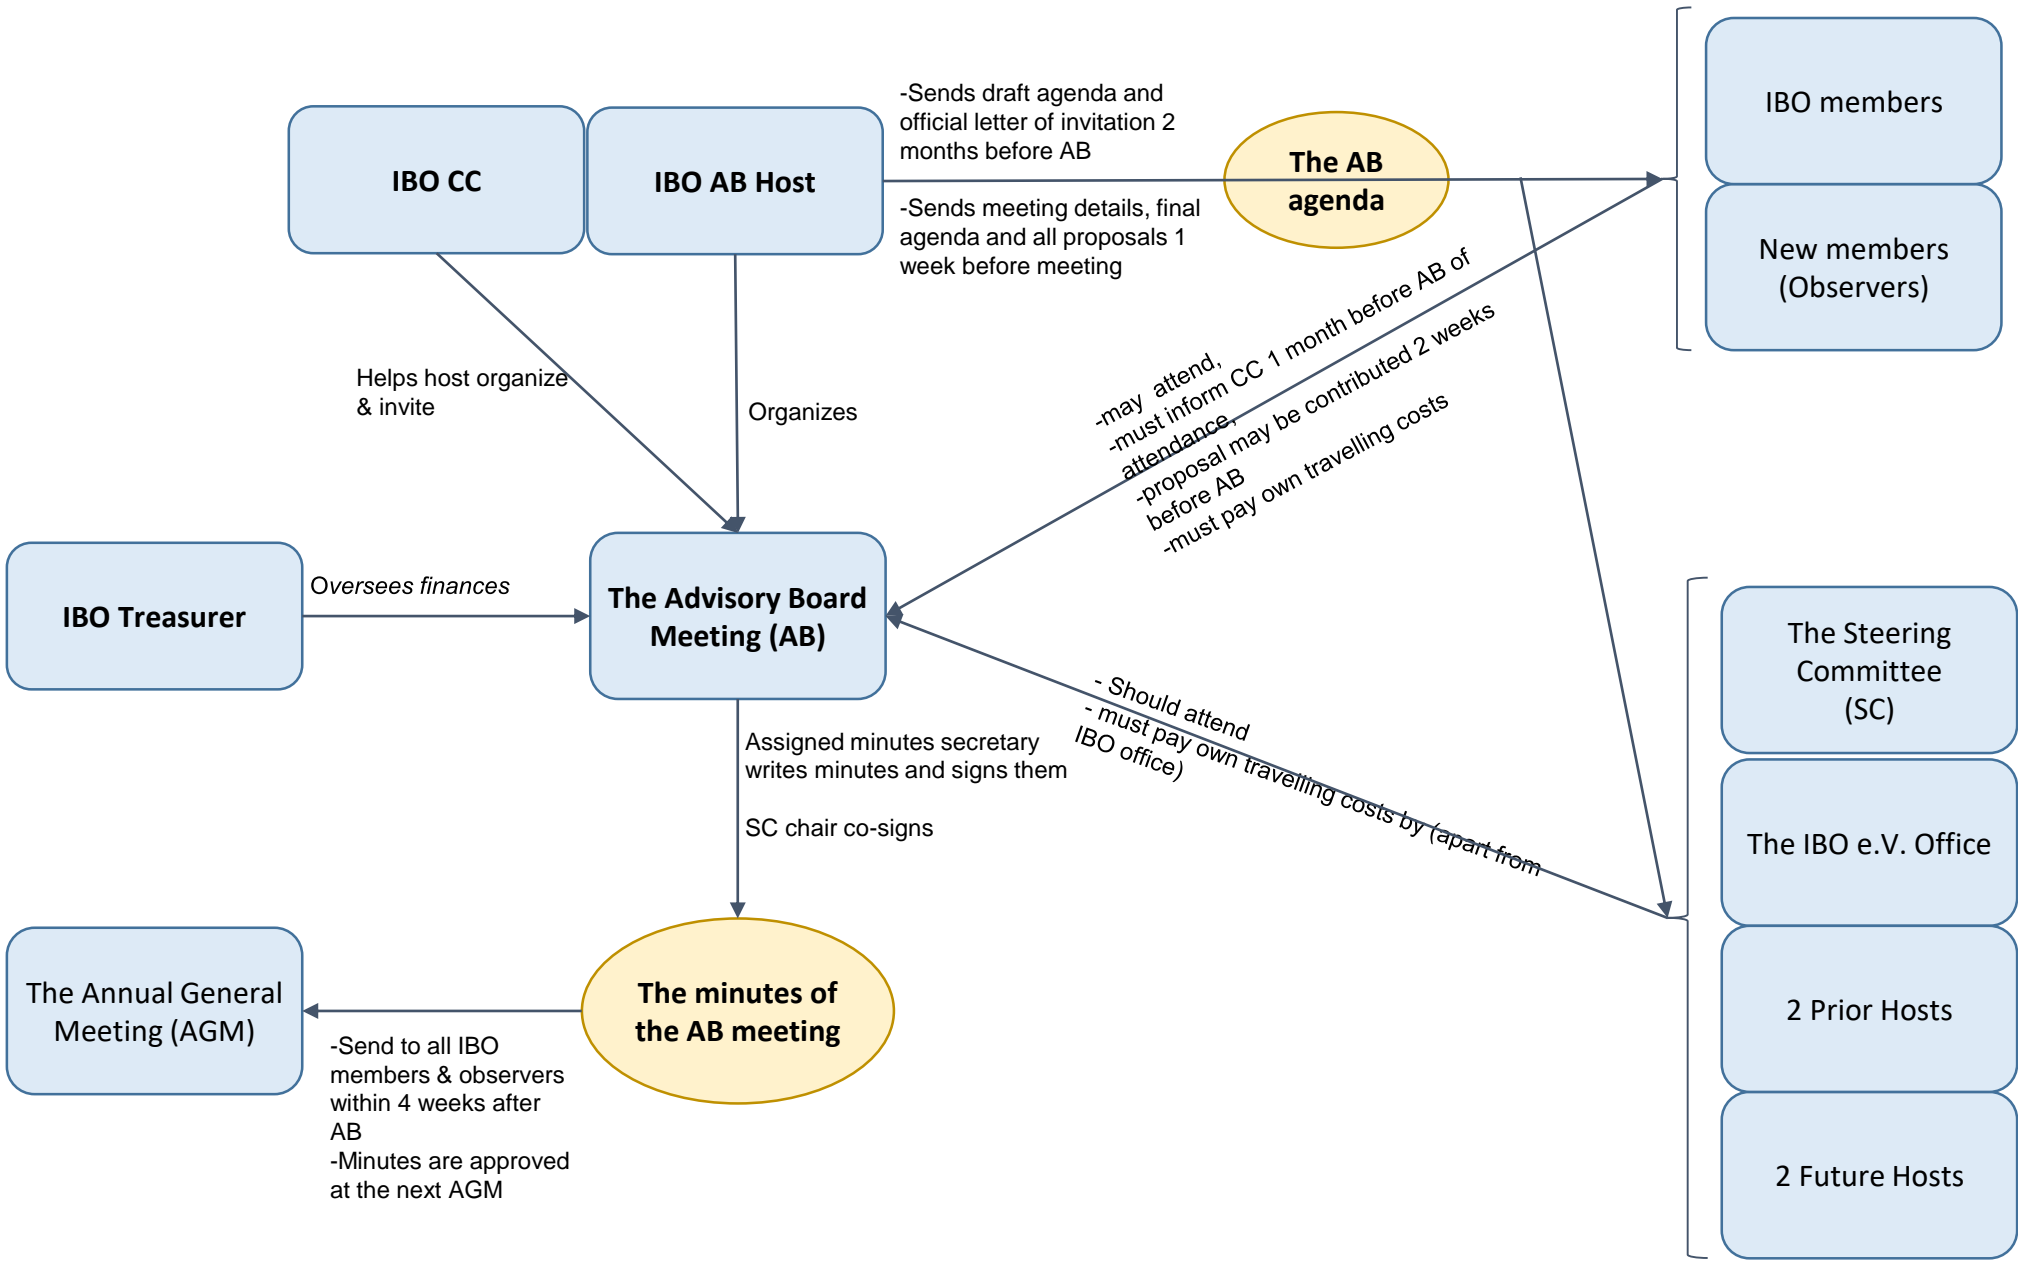 IBO CC
IBO AB Host
-Sends draft agenda and
official letter of invitation 2
months before AB
-Sends meeting details, final
agenda and all proposals 1
week before meeting
The AB
agenda
IBO members
New members
(Observers)
Helps host organize
& invite
Organizes
-may  attend,
-must inform CC 1 month before AB of
attendance,
-proposal may be contributed 2 weeks
before AB
-must pay own travelling costs
IBO Treasurer
Oversees finances
The Advisory Board
Meeting (AB)
- Should attend
- must pay own travelling costs by (apart from
IBO office)
The Steering
Committee
(SC)
The IBO e.V. Office
2 Prior Hosts
2 Future Hosts
Assigned minutes secretary
writes minutes and signs them
SC chair co-signs
The minutes of
the AB meeting
The Annual General
Meeting (AGM)
-Send to all IBO
members & observers
within 4 weeks after
AB
-Minutes are approved
at the next AGM